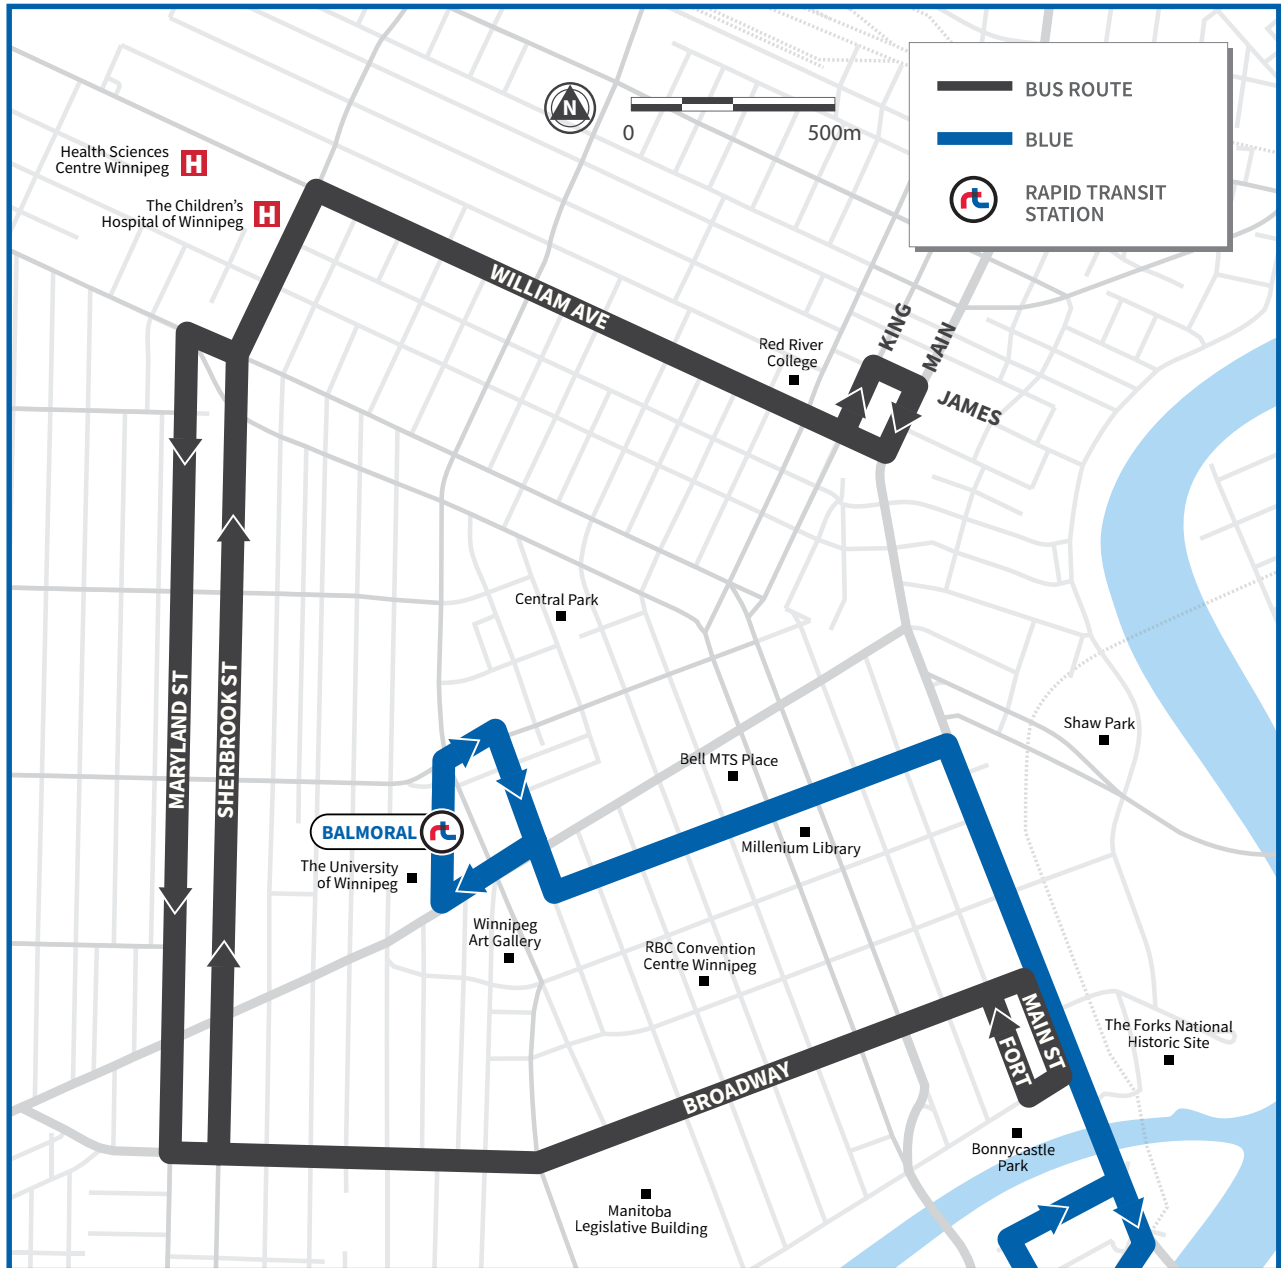 BUS ROUTE
BLUE
RAPID TRANSIT
STATION
N
0 500m
Health Sciences
Centre Winnipeg
H
The Children's
Hospital of Winnipeg
H
WILLIAM AVE
KING
MAIN
JAMES
Red River
College
Central Park
MARYLAND ST
SHERBROOK ST
Shaw Park
Bell MTS Place
BALMORAL
rt
Millenium Library
The University
of Winnipeg
Winnipeg
Art Gallery
RBC Convention
Centre Winnipeg
MAIN ST
FORT
The Forks National
Historic Site
BROADWAY
Bonnycastle
Park
Manitoba
Legislative Building